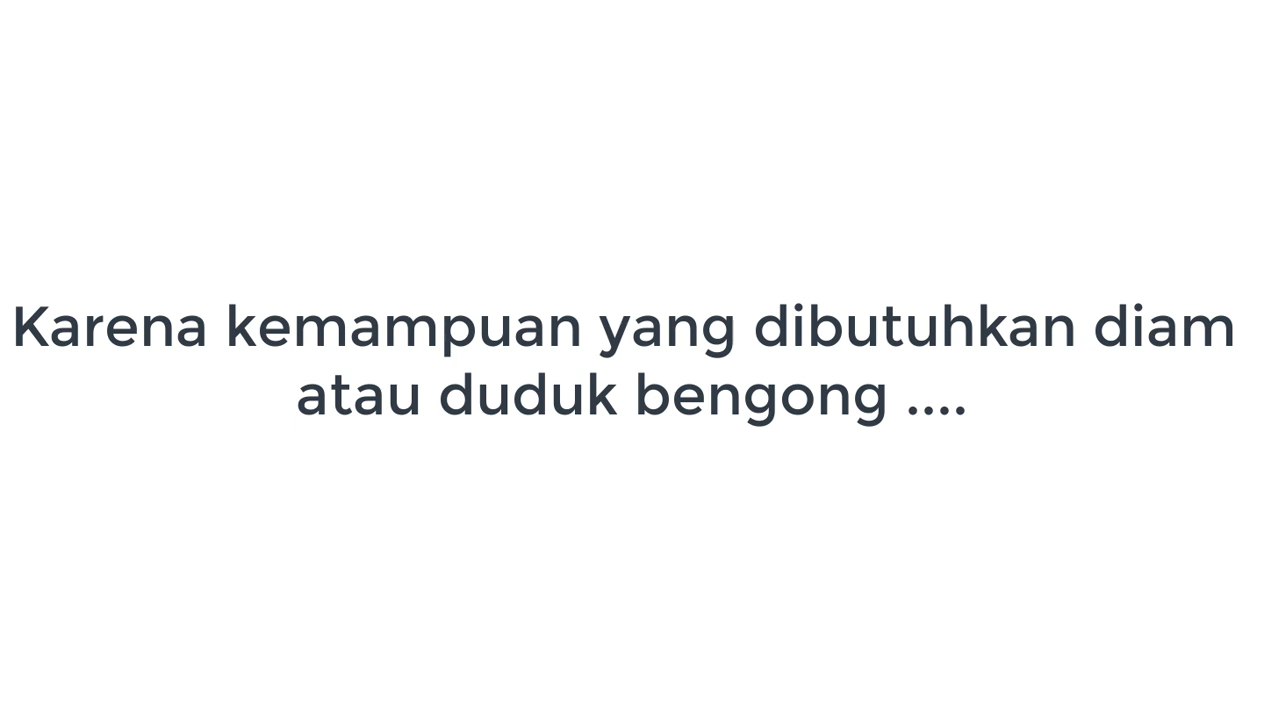 Karena kemampuan yang dibutuhkan diam
atau duduk bengong ....